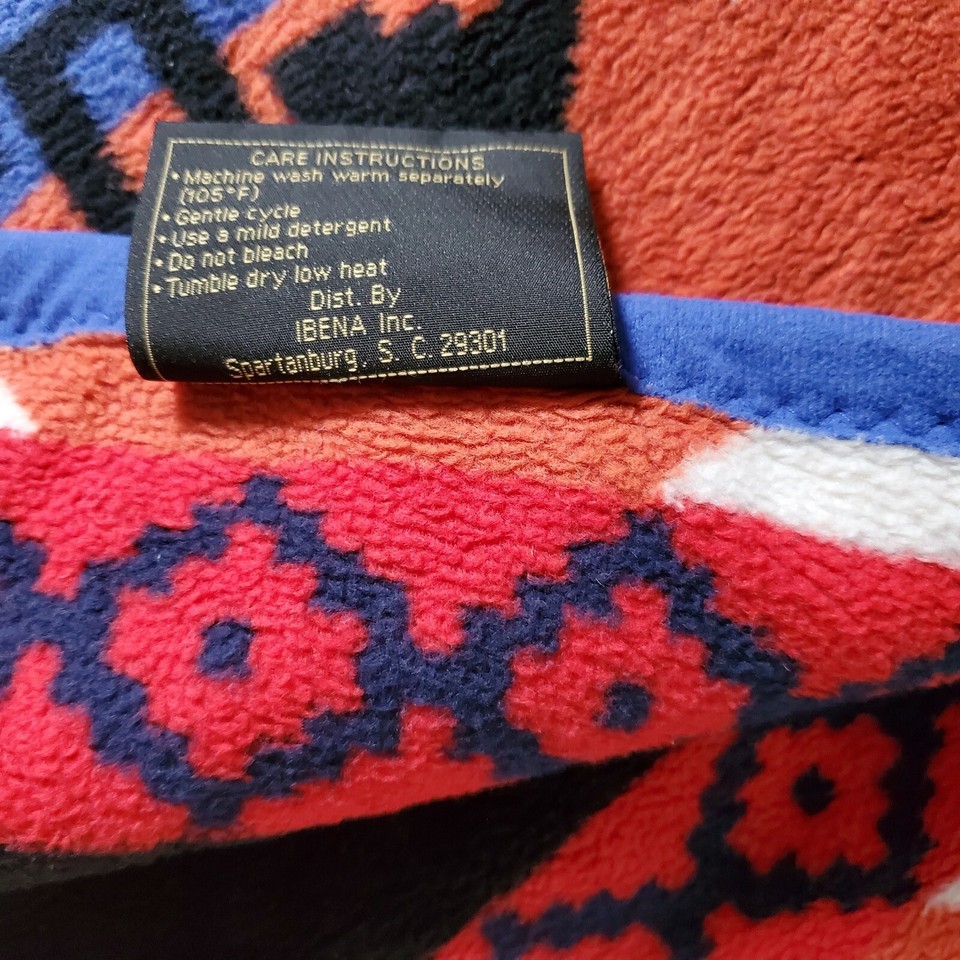 CARE INSTRUCTIONS
• Machine wash warm separately
(105°F)
• Gentle cycle
• Use a mild detergent
• Do not bleach
• Tumble dry low heat
Dist. By
IBENA Inc.
Spartanburg, S. C. 29301